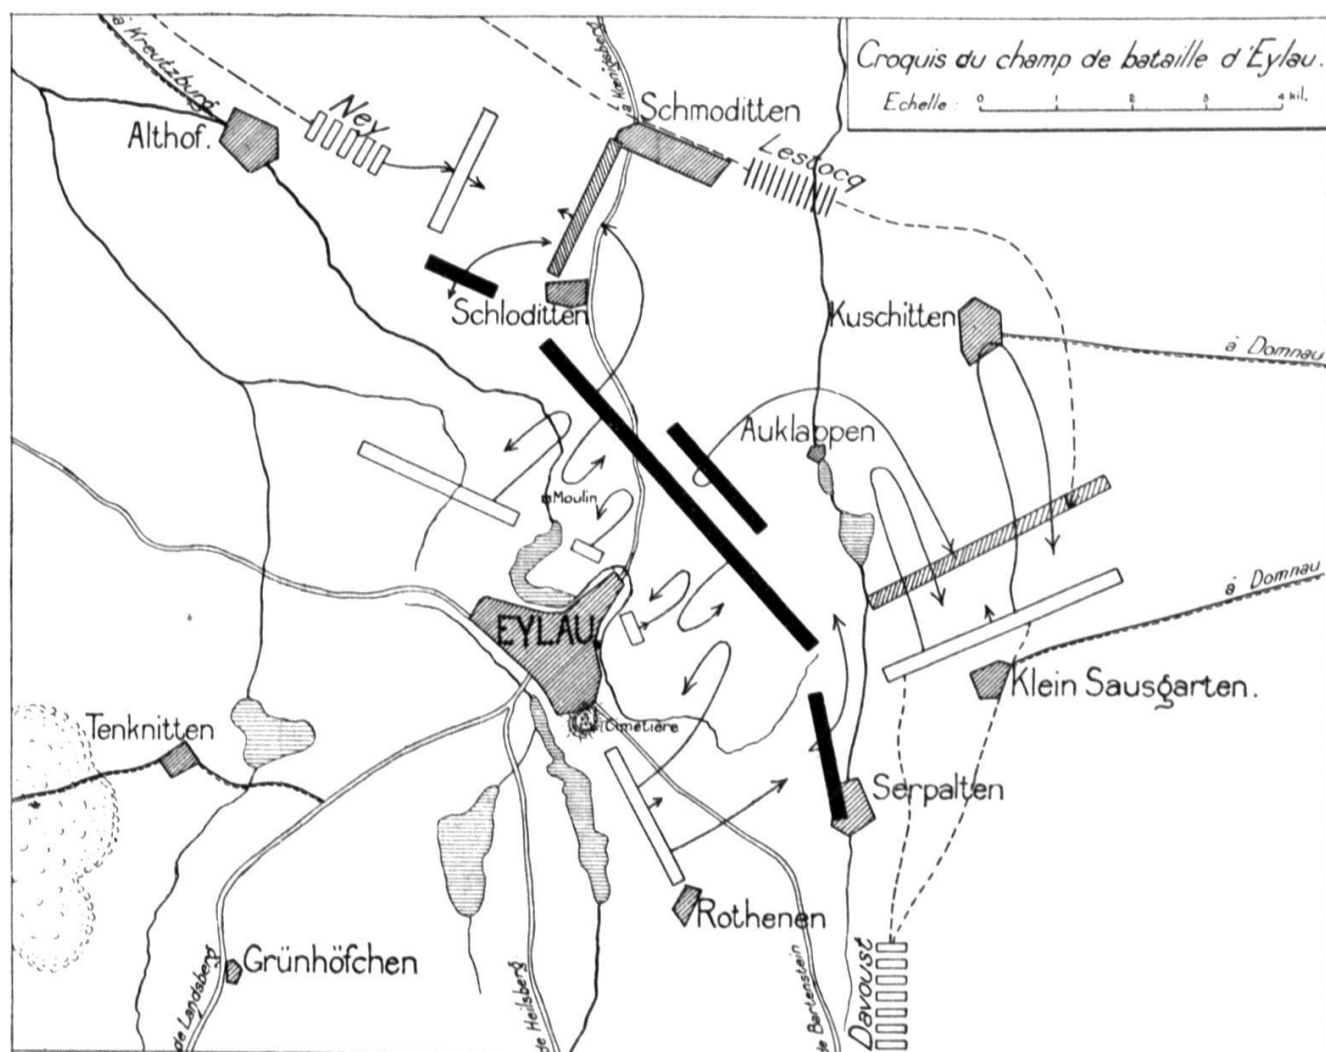 à Kreutzburg
à Kœnigsberg
Croquis du champ de bataille d'Eylau.
Echelle : 0 1 2 3 4 kil.
Ney
Schmoditten
Althof.
Lestocq
Schloditten
Kuschitten
à Domnau
Auklappen
Moulin
à Domnau
EYLAU.
Klein Sausgarten.
Tenknitten
Cimetière
Serpalten
Rothenen
Grünhöfchen
de Landsberg
de Heilsberg
de Bartenstein
Davoust